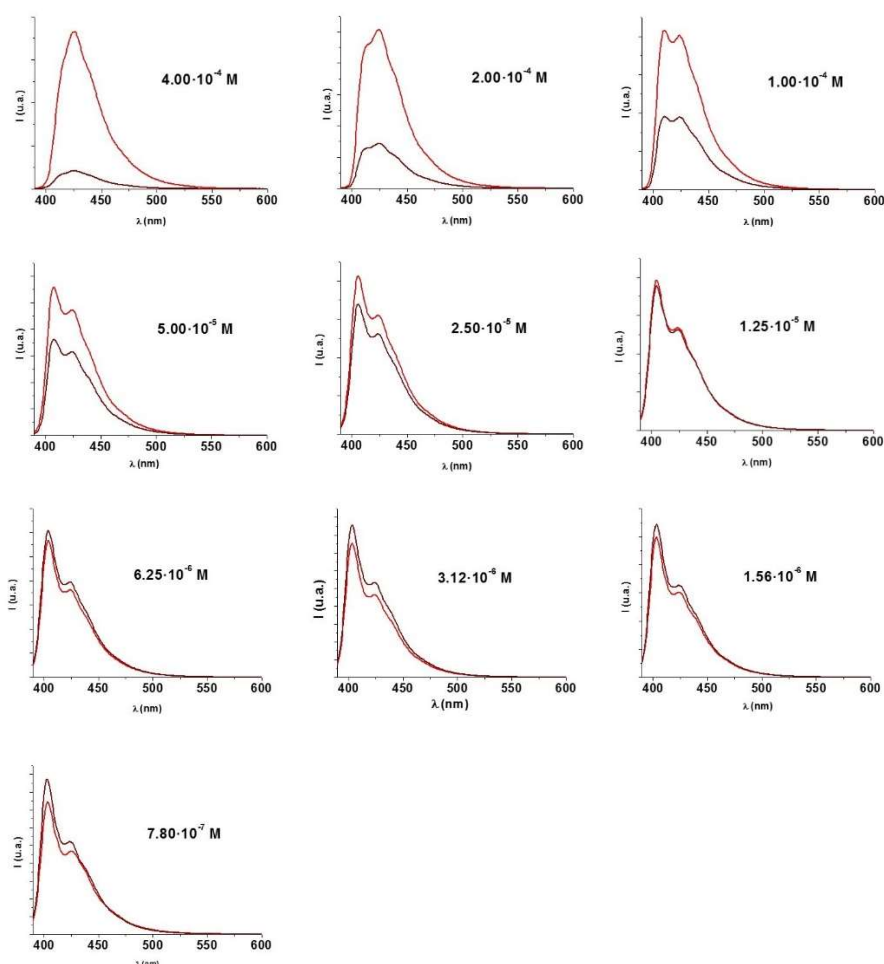 I (u.a.)
4.00·10⁻⁴ M
400 450 500 550 600
λ (nm)
I (u.a.)
2.00·10⁻⁴ M
400 450 500 550 600
λ (nm)
I (u.a.)
1.00·10⁻⁴ M
400 450 500 550 600
λ (nm)
I (u.a.)
5.00·10⁻⁵ M
400 450 500 550 600
λ (nm)
I (u.a.)
2.50·10⁻⁵ M
400 450 500 550 600
λ (nm)
I (u.a.)
1.25·10⁻⁵ M
400 450 500 550 600
λ (nm)
I (u.a.)
6.25·10⁻⁶ M
400 450 500 550 600
λ (nm)
I (u.a.)
3.12·10⁻⁶ M
400 450 500 550 600
λ (nm)
I (u.a.)
1.56·10⁻⁶ M
400 450 500 550 600
λ (nm)
I (u.a.)
7.80·10⁻⁷ M
400 450 500 550 600
λ (nm)